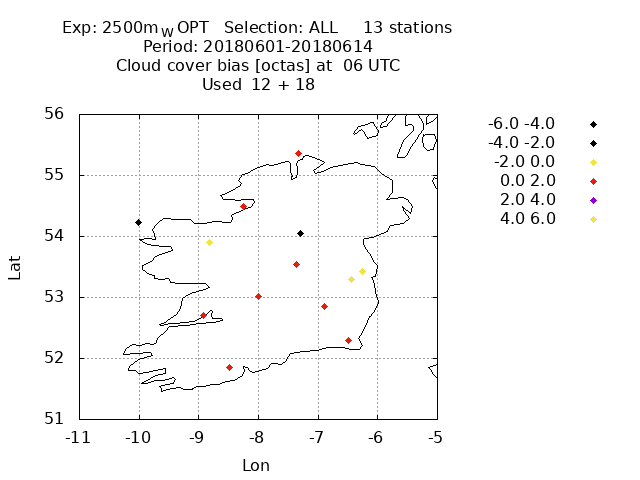 Exp: 2500mWOPT Selection: ALL 13 stations
Period: 20180601-20180614
Cloud cover bias [octas] at 06 UTC
Used 12 + 18
-6.0 -4.0
-4.0 -2.0
-2.0 0.0
0.0 2.0
2.0 4.0
4.0 6.0
56
55
54
53
52
51
Lat
-11 -10 -9 -8 -7 -6 -5
Lon